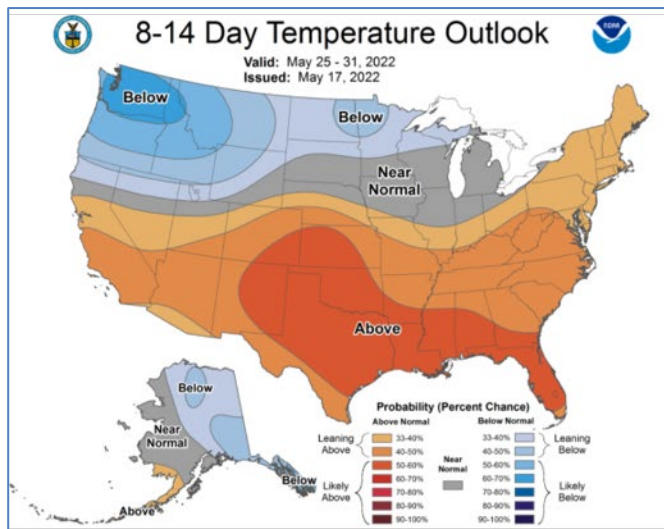 8-14 Day Temperature Outlook
NOAA
Valid: May 25 - 31, 2022
Issued: May 17, 2022
Below
Below
Near
Normal
Above
Below
Near
Normal
Above
Below
Probability (Percent Chance)
Above Normal
Below Normal
Leaning
Above
33-40%
40-50%
50-60%
Likely
Above
60-70%
70-80%
80-90%
90-100%
Near
Normal
33-40%
40-50%
50-60%
60-70%
70-80%
80-90%
90-100%
Leaning
Below
Likely
Below